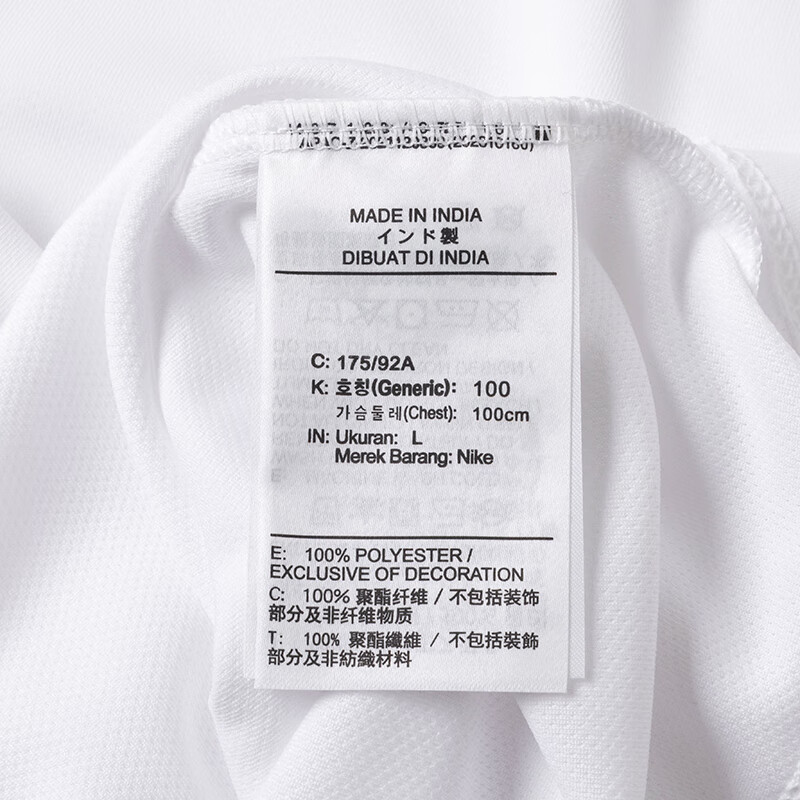 MADE IN INDIA
インド製
DIBUAT DI INDIA
C: 175/92A
K: 호칭(Generic): 100
가슴둘레(Chest): 100cm
IN: Ukuran: L
Merek Barang: Nike
E: 100% POLYESTER /
EXCLUSIVE OF DECORATION
C: 100% 聚酯纤维 / 不包括装饰
部分及非纤维物质
T: 100% 聚酯纖維 / 不包括裝飾
部分及非紡織材料